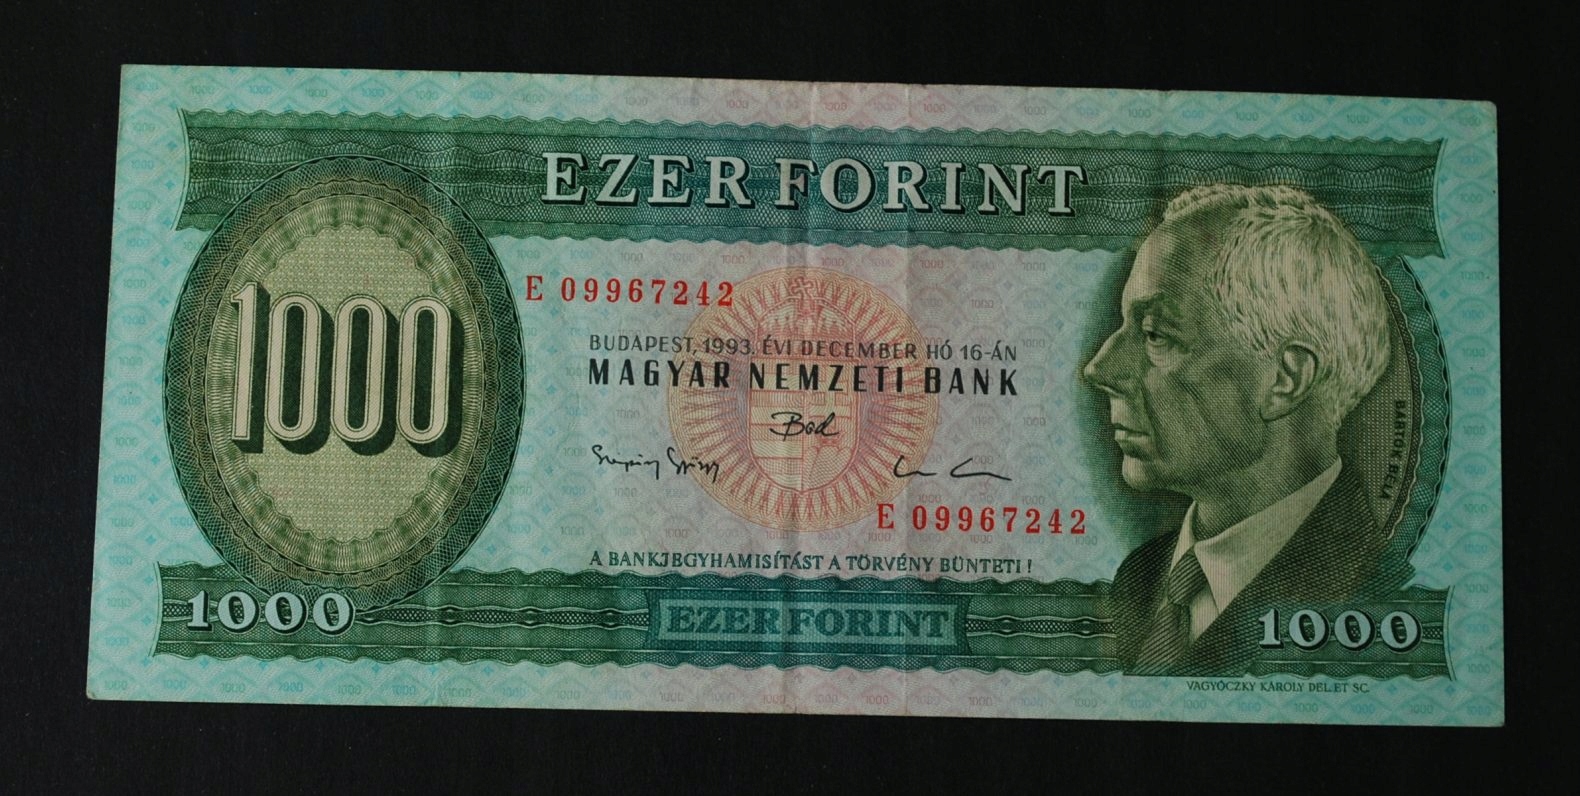 EZER FORINT
1000
E 09967242
BUDAPEST, 1993. ÉVI DECEMBER HÓ 16-ÁN
MAGYAR NEMZETI BANK
Bod
E 09967242
A BANKJEGYHAMISÍTÁST A TÖRVÉNY BÜNTETI!
BARTÓK BÉLA
1000
EZER FORINT
1000
VAGYÓCZKY KÁROLY DEL. ET SC.